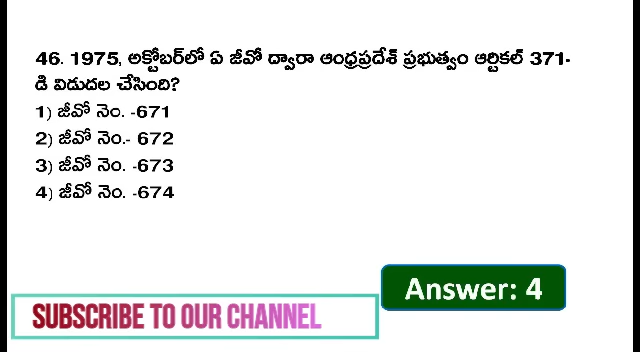 46. 1975, అక్టోబర్‌లో ఏ జీవో ద్వారా ఆంధ్రప్రదేశ్ ప్రభుత్వం ఆర్టికల్ 371-
డి విడుదల చేసింది?
1) జీవో నెం. -671
2) జీవో నెం.- 672
3) జీవో నెం. -673
4) జీవో నెం. -674
Answer: 4
SUBSCRIBE TO OUR CHANNEL